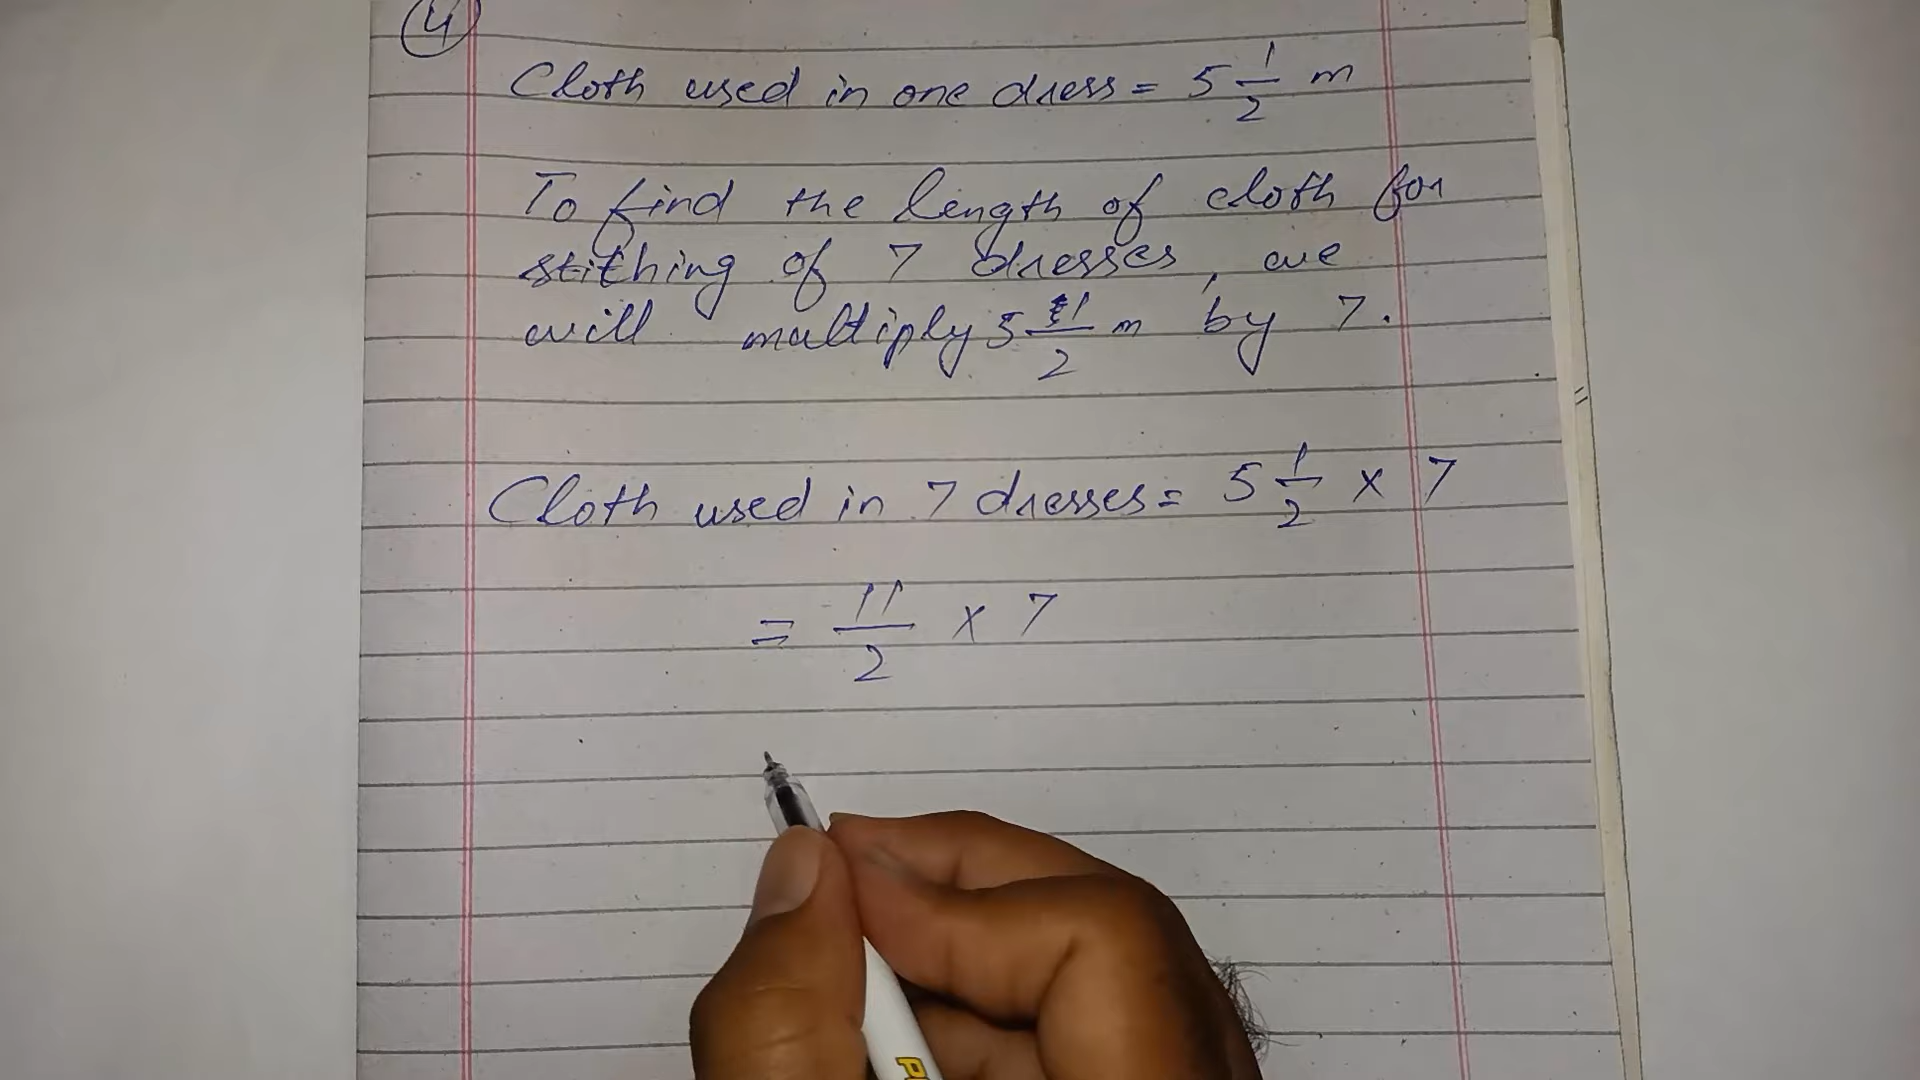 4
Cloth used in one dress = 5 1/2 m
To find the length of cloth for
stithing of 7 dresses, we
will multiply 5 1/2 m by 7.
Cloth used in 7 dresses = 5 1/2 × 7
= 11/2 × 7